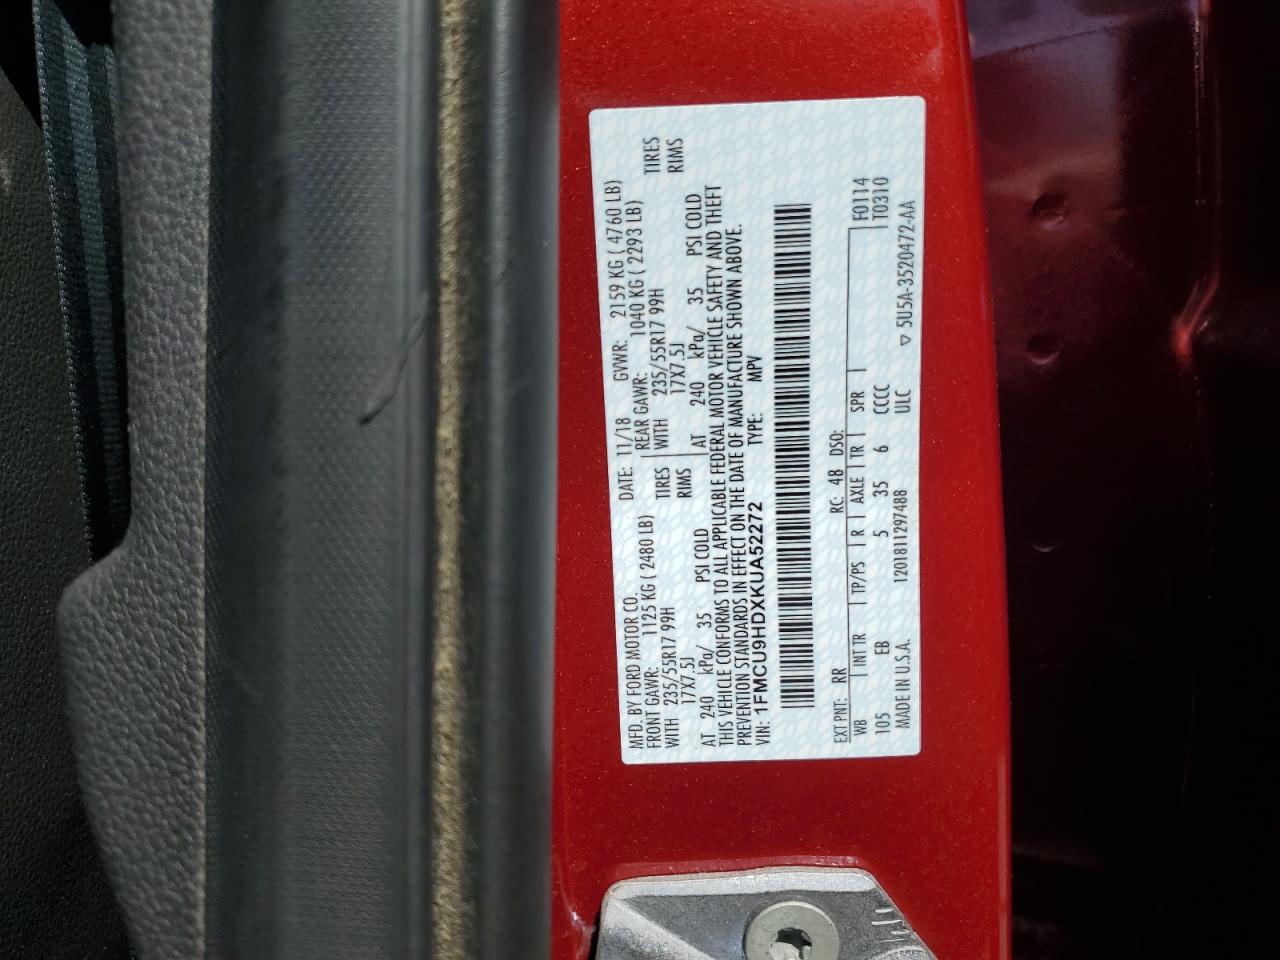 MFD. BY FORD MOTOR CO. DATE: 11/18 GVWR: 2159 KG ( 4760 LB)
FRONT GAWR: 1125 KG ( 2480 LB) REAR GAWR: 1040 KG ( 2293 LB)
WITH 235/55R17 99H TIRES WITH 235/55R17 99H TIRES
17X7.5J RIMS 17X7.5J RIMS
AT 240 kPa/ 35 PSI COLD AT 240 kPa/ 35 PSI COLD
THIS VEHICLE CONFORMS TO ALL APPLICABLE FEDERAL MOTOR VEHICLE SAFETY AND THEFT
PREVENTION STANDARDS IN EFFECT ON THE DATE OF MANUFACTURE SHOWN ABOVE.
VIN: 1FMCU9HDXKUA52272 TYPE: MPV
EXT PNT: RR RC: 48 DSO:
WB INT TR TP/PS R AXLE TR SPR F0114
105 EB 5 35 6 CCCC T0310
MADE IN U.S.A. 1201811297488 ULC ▽ 5U5A-3520472-AA